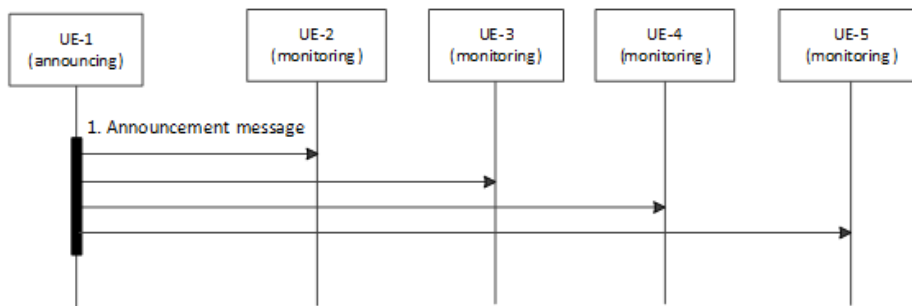 UE-1
(announcing)
UE-2
(monitoring)
UE-3
(monitoring)
UE-4
(monitoring)
UE-5
(monitoring)
1. Announcement message